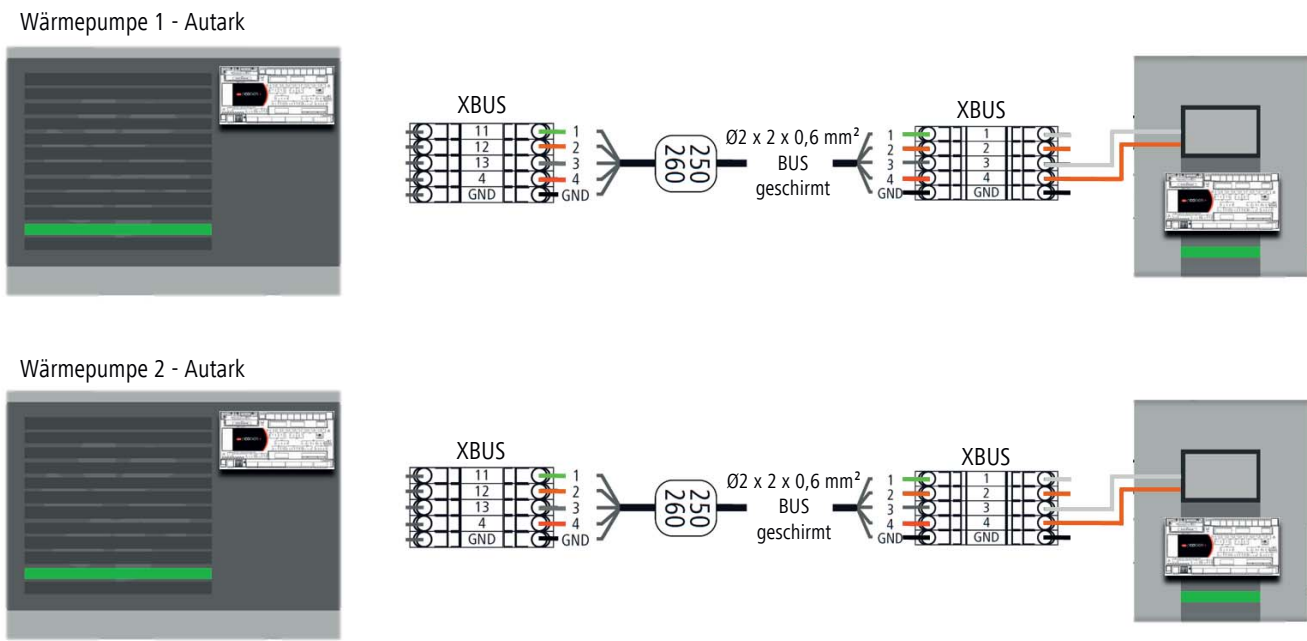 Wärmepumpe 1 - Autark
XBUS
11 1
12 2
13 3
4 4
GND GND
250
260
Ø2 x 2 x 0,6 mm²
BUS
geschirmt
XBUS
1 1
2 2
3 3
4 4
GND GND
Wärmepumpe 2 - Autark
XBUS
11 1
12 2
13 3
4 4
GND GND
250
260
Ø2 x 2 x 0,6 mm²
BUS
geschirmt
XBUS
1 1
2 2
3 3
4 4
GND GND